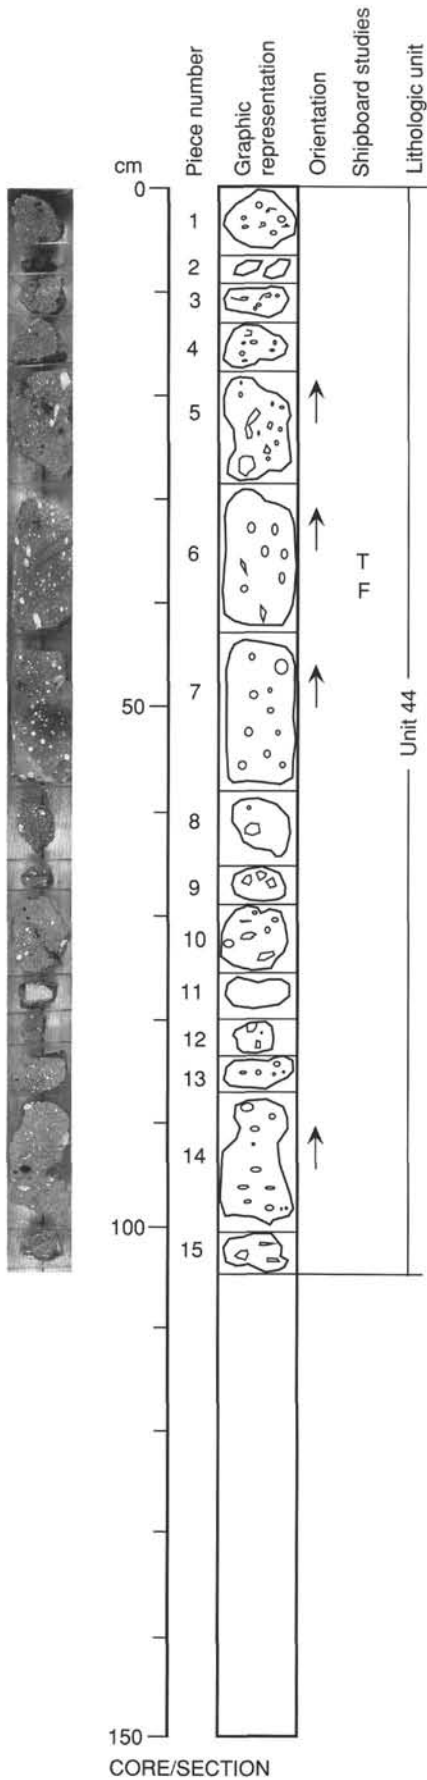 cm
Piece number
Graphic
representation
Orientation
Shipboard studies
Lithologic unit
0
1
2
3
4
5
6
T
F
7
50
Unit 44
8
9
10
11
12
13
14
100
15
150
CORE/SECTION